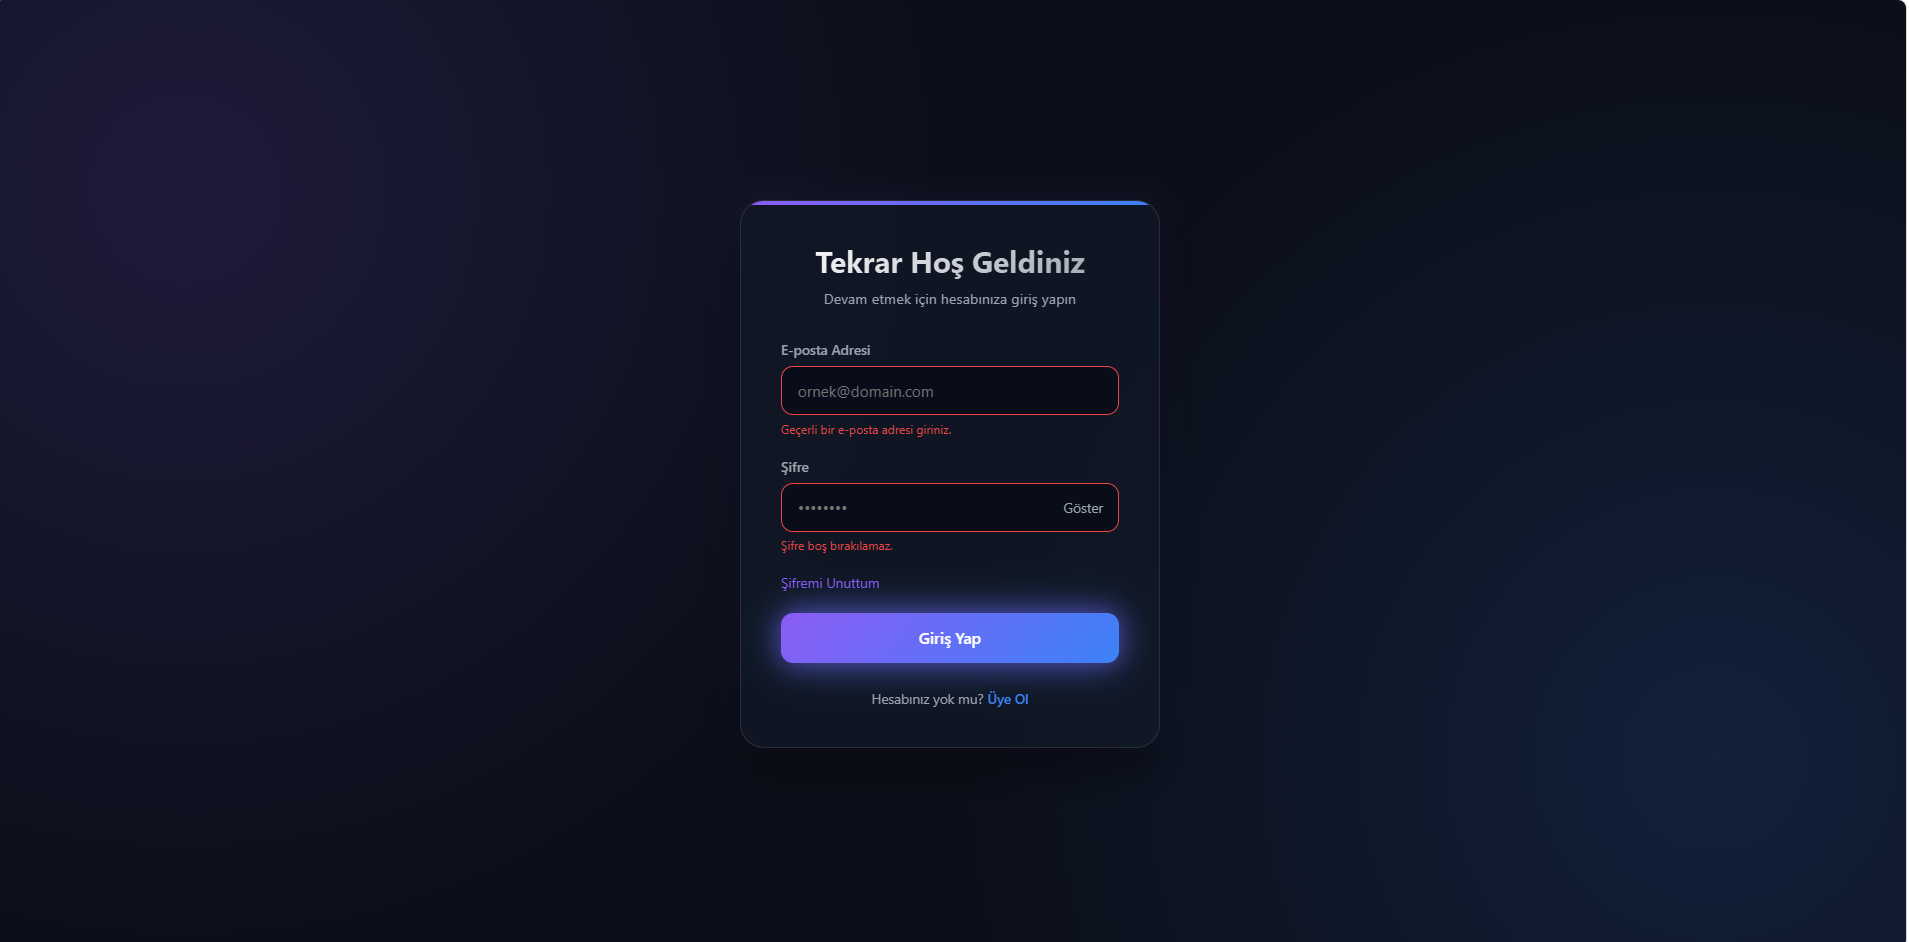 Tekrar Hoş Geldiniz
Devam etmek için hesabınıza giriş yapın
E-posta Adresi
ornek@domain.com
Geçerli bir e-posta adresi giriniz.
Şifre
•••••••• Göster
Şifre boş bırakılamaz.
Şifremi Unuttum
Giriş Yap
Hesabınız yok mu? Üye Ol